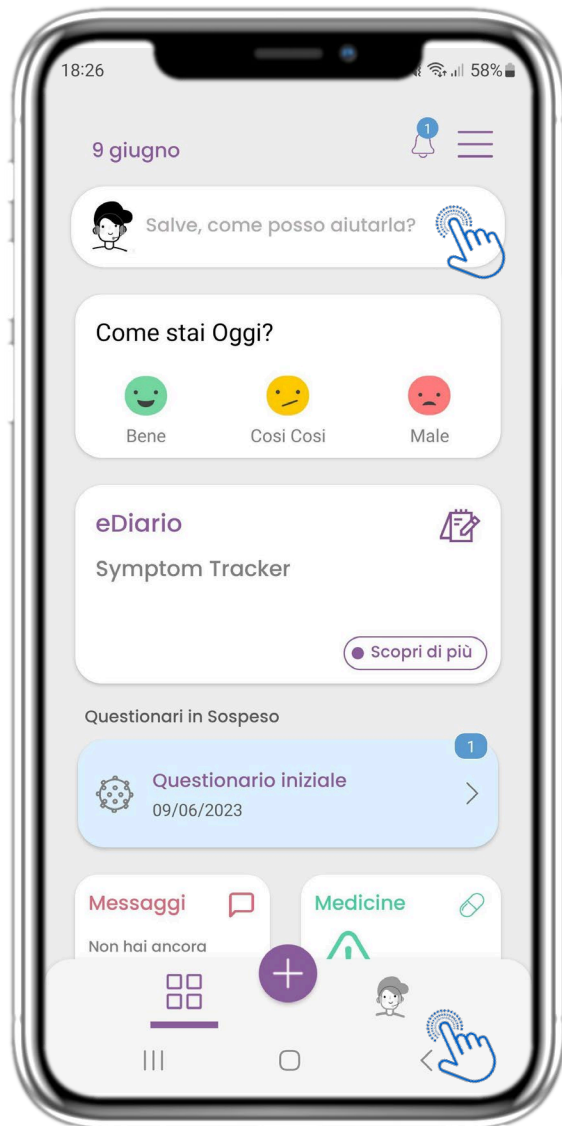 18:26
58%
9 giugno
1
Salve, come posso aiutarla?
Come stai Oggi?
Bene
Cosi Cosi
Male
eDiario
Symptom Tracker
Scopri di più
Questionari in Sospeso
1
Questionario iniziale
09/06/2023
Messaggi
Medicine
Non hai ancora